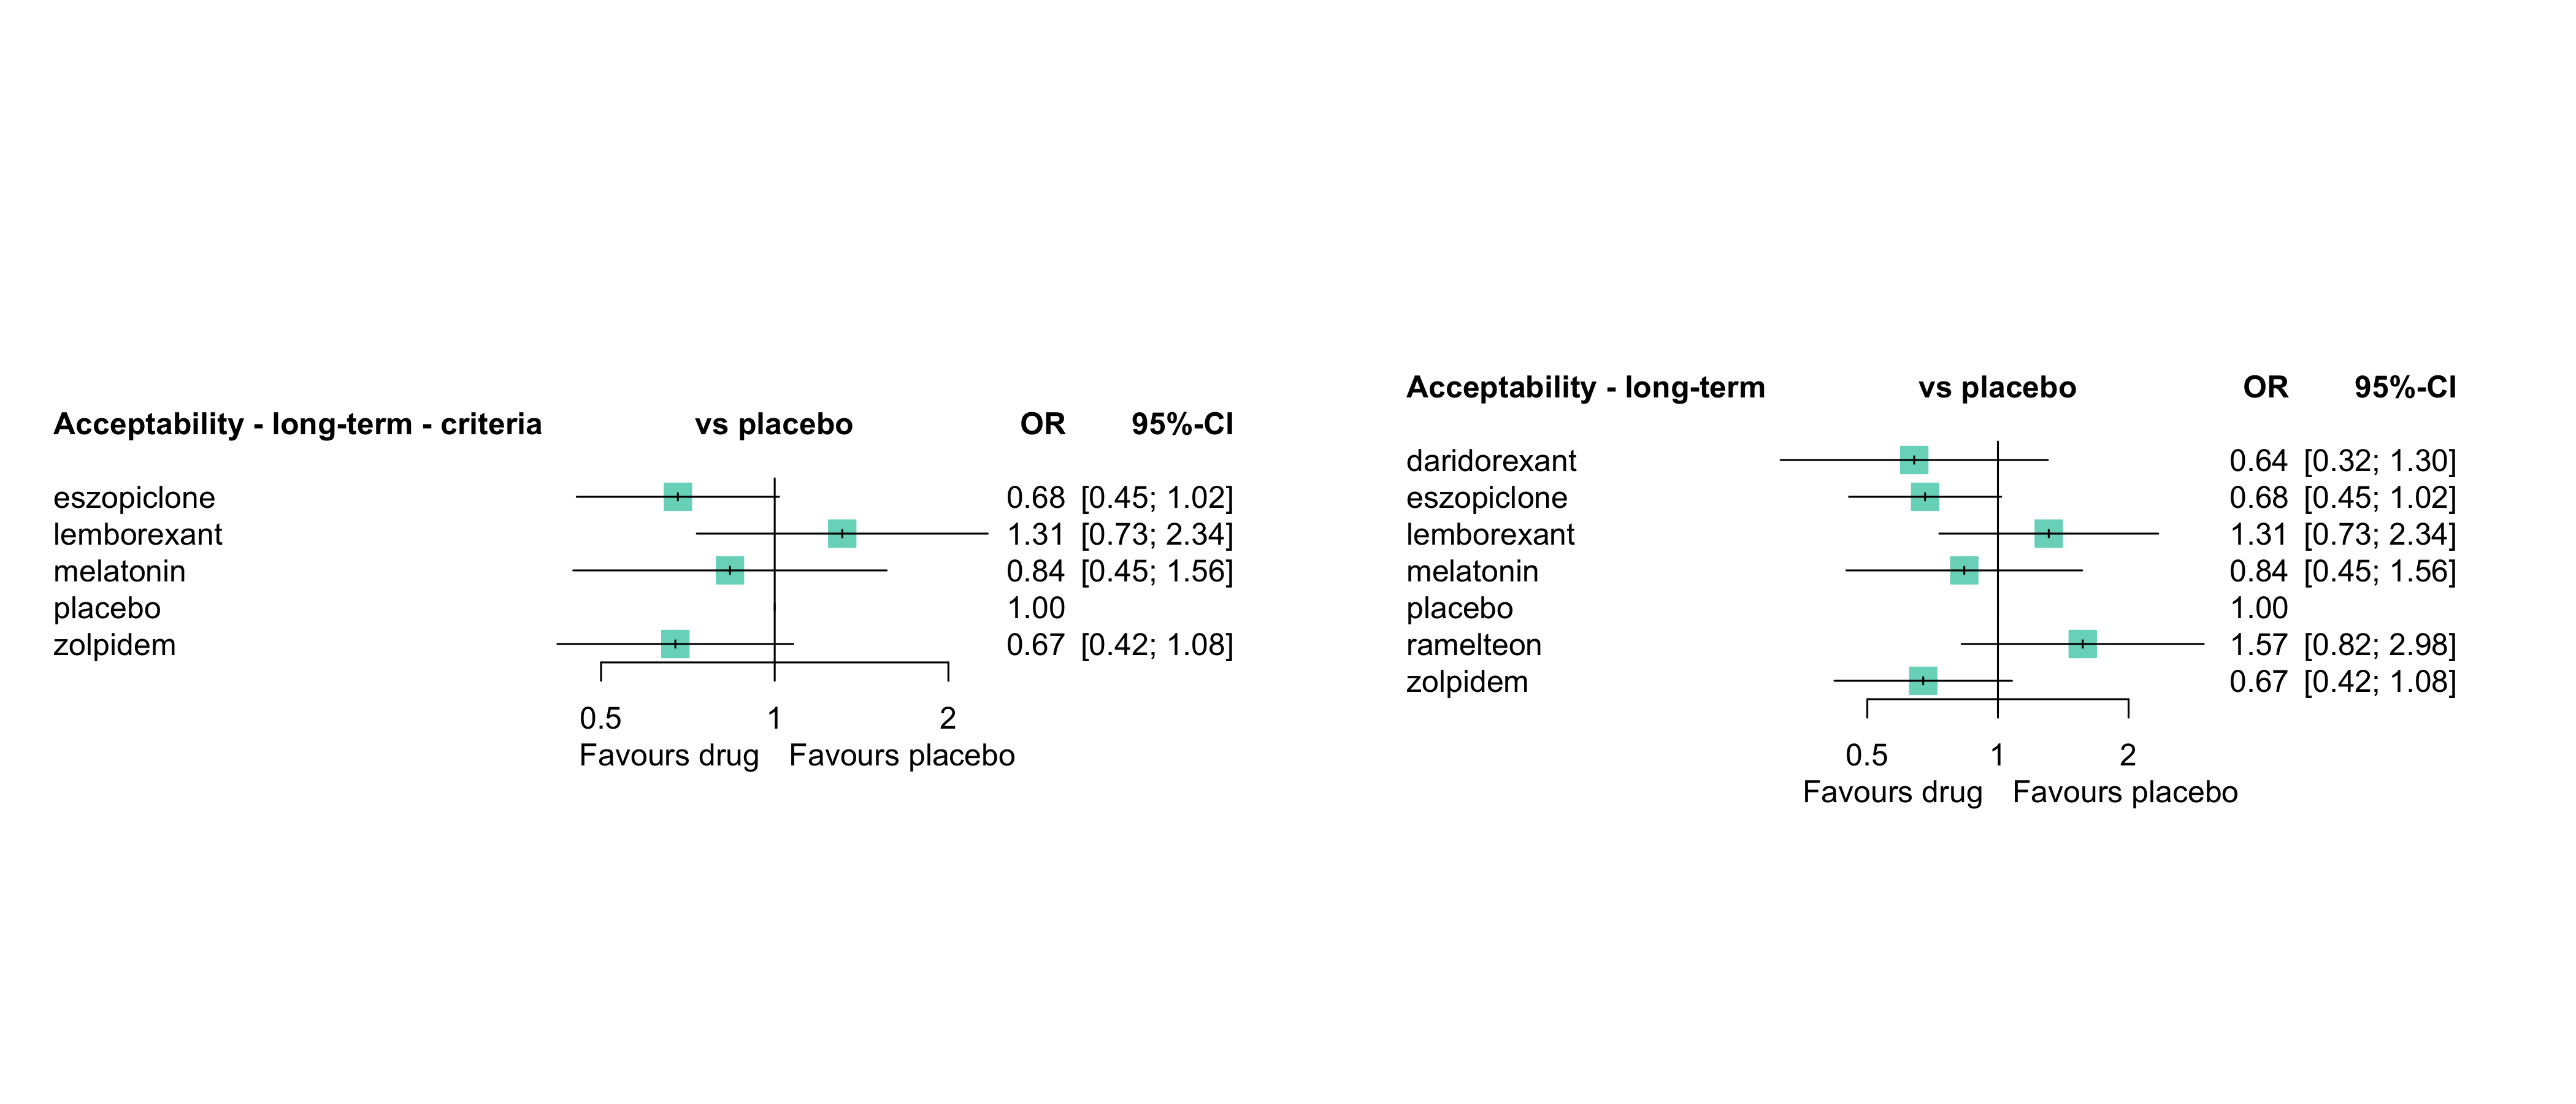 Acceptability - long-term - criteria vs placebo OR 95%-CI
eszopiclone 0.68 [0.45; 1.02]
lemborexant 1.31 [0.73; 2.34]
melatonin 0.84 [0.45; 1.56]
placebo 1.00
zolpidem 0.67 [0.42; 1.08]
0.5 1 2
Favours drug Favours placebo
Acceptability - long-term vs placebo OR 95%-CI
daridorexant 0.64 [0.32; 1.30]
eszopiclone 0.68 [0.45; 1.02]
lemborexant 1.31 [0.73; 2.34]
melatonin 0.84 [0.45; 1.56]
placebo 1.00
ramelteon 1.57 [0.82; 2.98]
zolpidem 0.67 [0.42; 1.08]
0.5 1 2
Favours drug Favours placebo